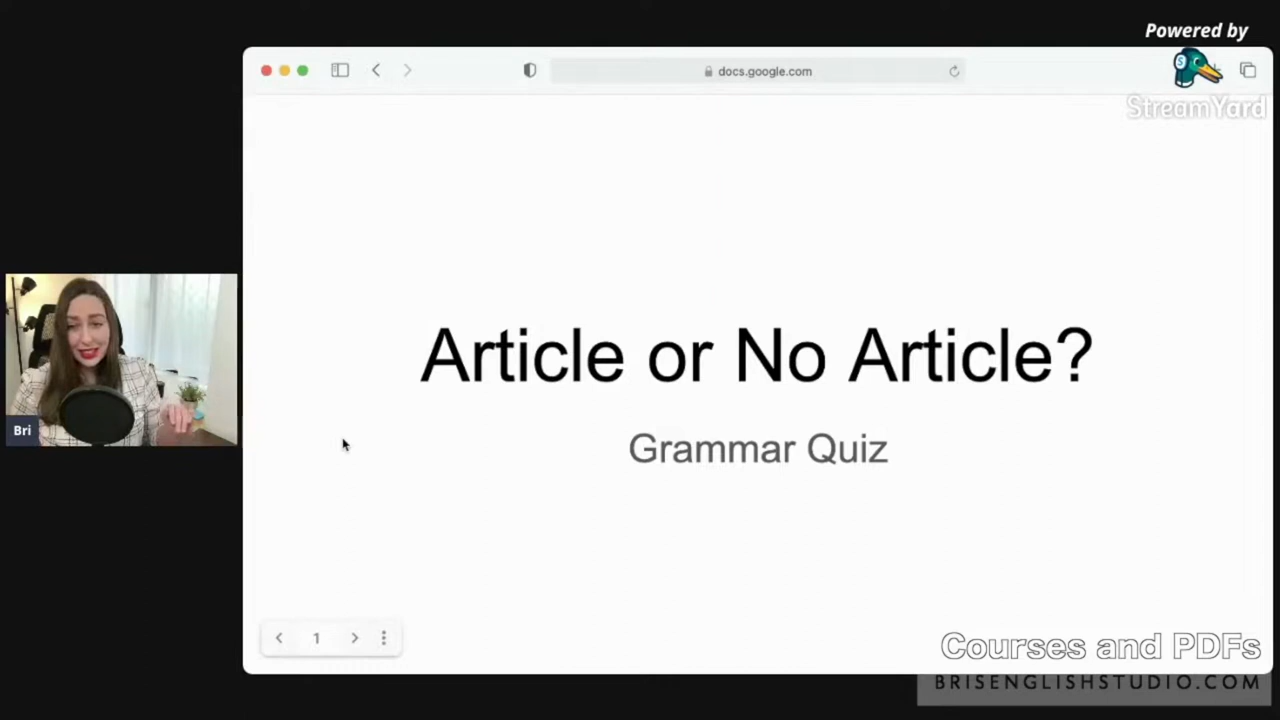 Powered by
docs.google.com
StreamYard
Article or No Article?
Grammar Quiz
Bri
1
Courses and PDFs
BRISENGLISHSTUDIO.COM